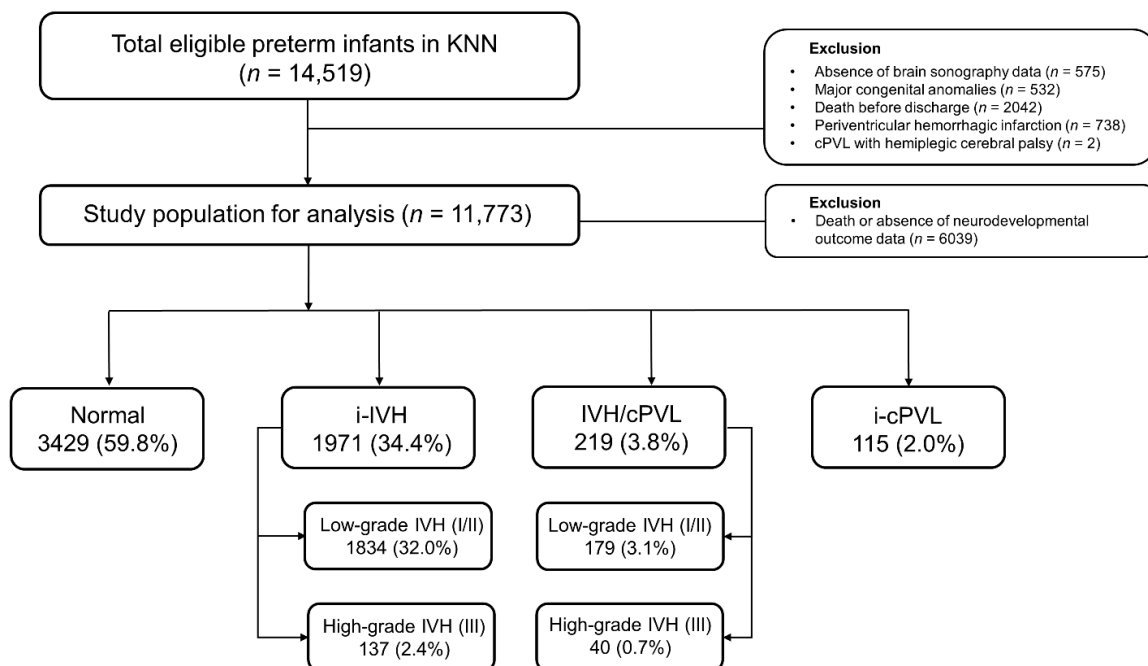 Total eligible preterm infants in KNN
(n = 14,519)
Exclusion
• Absence of brain sonography data (n = 575)
• Major congenital anomalies (n = 532)
• Death before discharge (n = 2042)
• Periventricular hemorrhagic infarction (n = 738)
• cPVL with hemiplegic cerebral palsy (n = 2)
Study population for analysis (n = 11,773)
Exclusion
• Death or absence of neurodevelopmental
outcome data (n = 6039)
Normal
3429 (59.8%)
i-IVH
1971 (34.4%)
IVH/cPVL
219 (3.8%)
i-cPVL
115 (2.0%)
Low-grade IVH (I/II)
1834 (32.0%)
Low-grade IVH (I/II)
179 (3.1%)
High-grade IVH (III)
137 (2.4%)
High-grade IVH (III)
40 (0.7%)